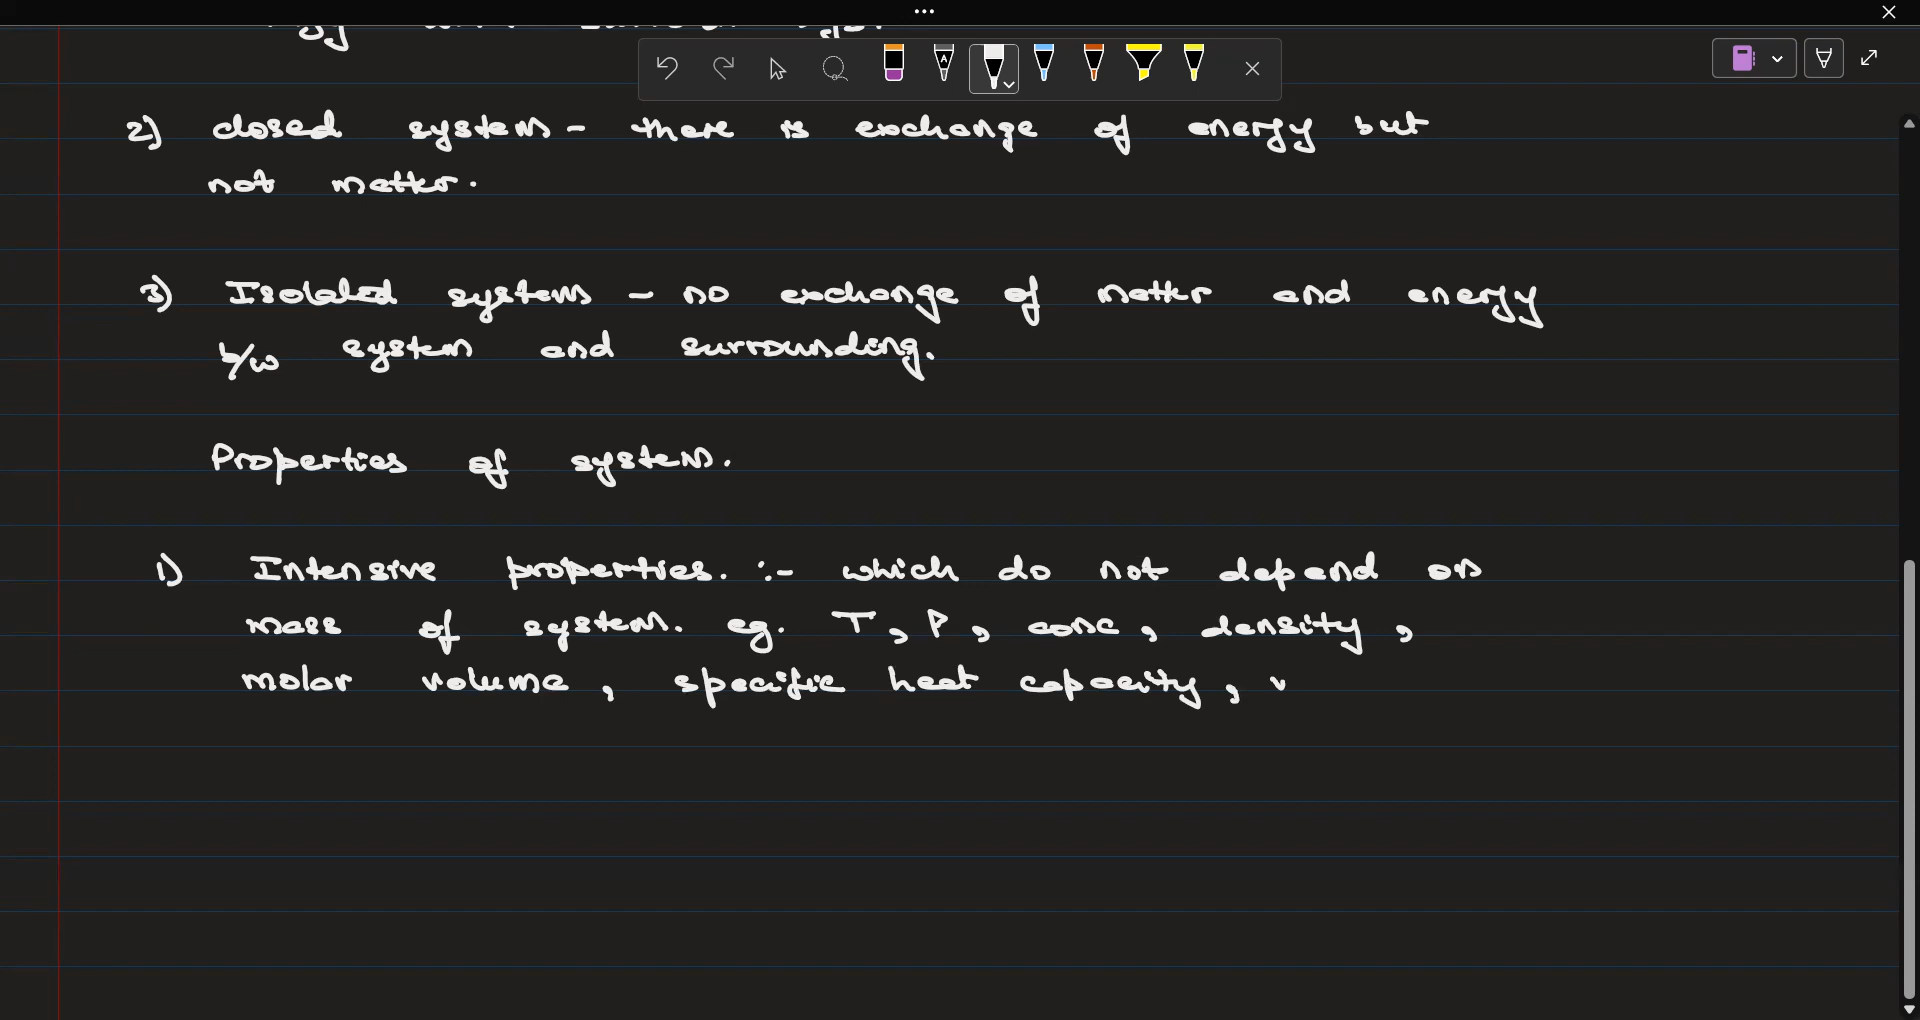 2) closed system - there is exchange of energy but
not matter.
3) Isolated system - no exchange of matter and energy
b/w system and surrounding.
Properties of system.
1) Intensive properties. :- which do not depend on
mass of system. eg. T, P, conc, density,
molar volume, specific heat capacity,